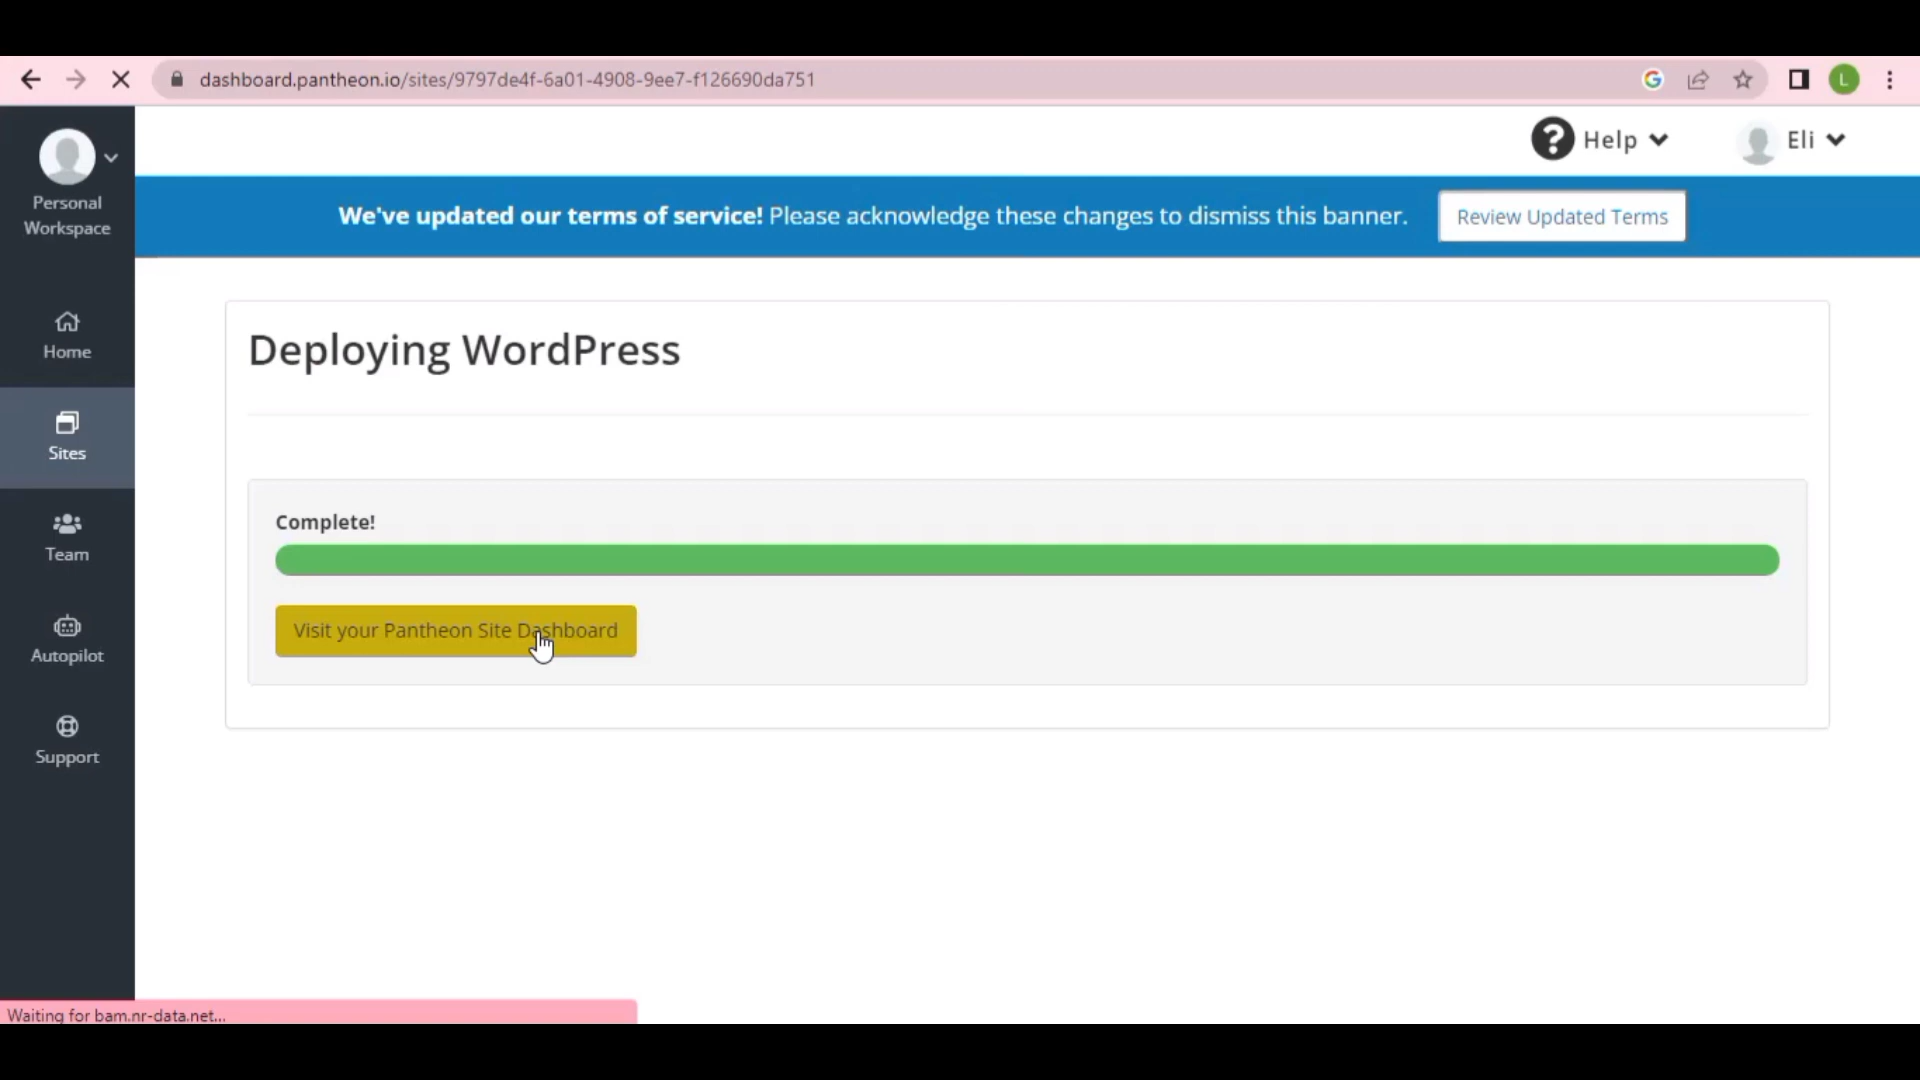 dashboard.pantheon.io/sites/9797de4f-6a01-4908-9ee7-f126690da751
L
Personal
Workspace
Home
Sites
Team
Autopilot
Support
Help
Eli
We've updated our terms of service! Please acknowledge these changes to dismiss this banner.
Review Updated Terms
Deploying WordPress
Complete!
Visit your Pantheon Site Dashboard
Waiting for bam.nr-data.net...